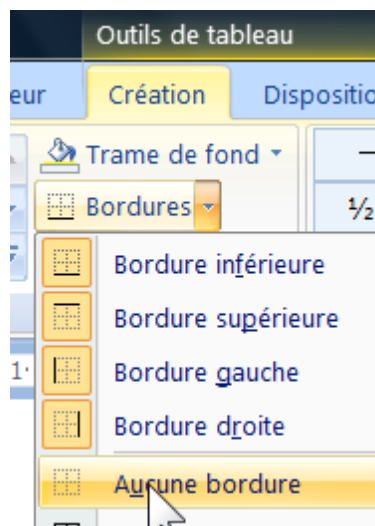 Outils de tableau
eur Création Dispositio
Trame de fond
Bordures ½
Bordure inférieure
Bordure supérieure
1 Bordure gauche
Bordure droite
Aucune bordure